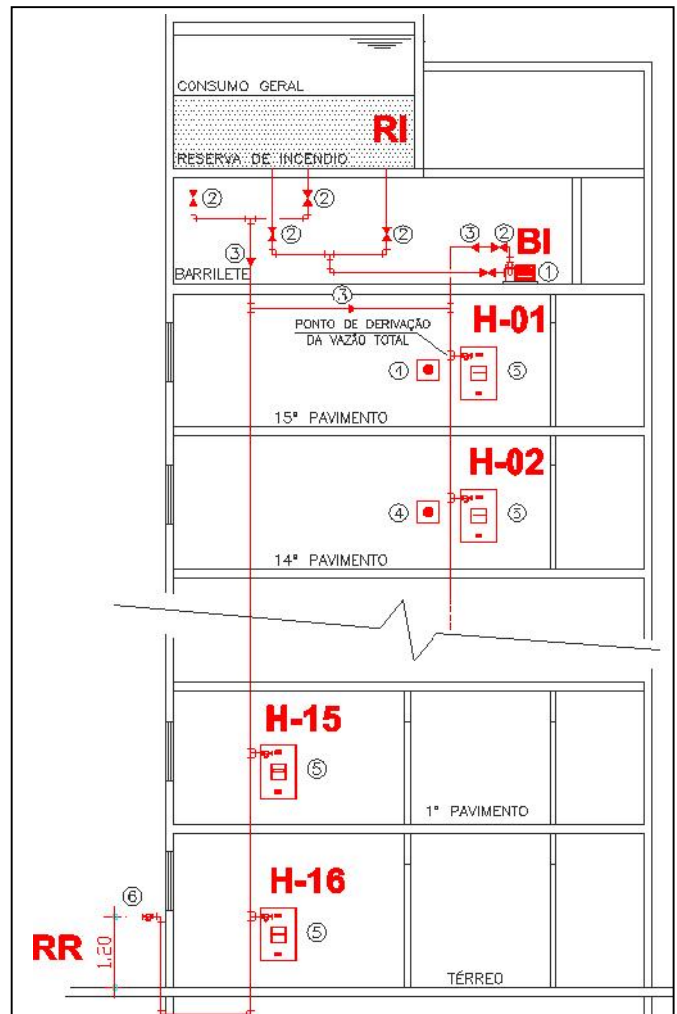 CONSUMO GERAL
RI
RESERVA DE INCÊNDIO
2
2
2
2
3
2
BI
3
1
BARRILETE
3
H-01
PONTO DE DERIVAÇÃO
DA VAZÃO TOTAL
4
5
15º PAVIMENTO
H-02
4
5
14º PAVIMENTO
H-15
5
1º PAVIMENTO
H-16
6
5
RR
1,20
TÉRREO